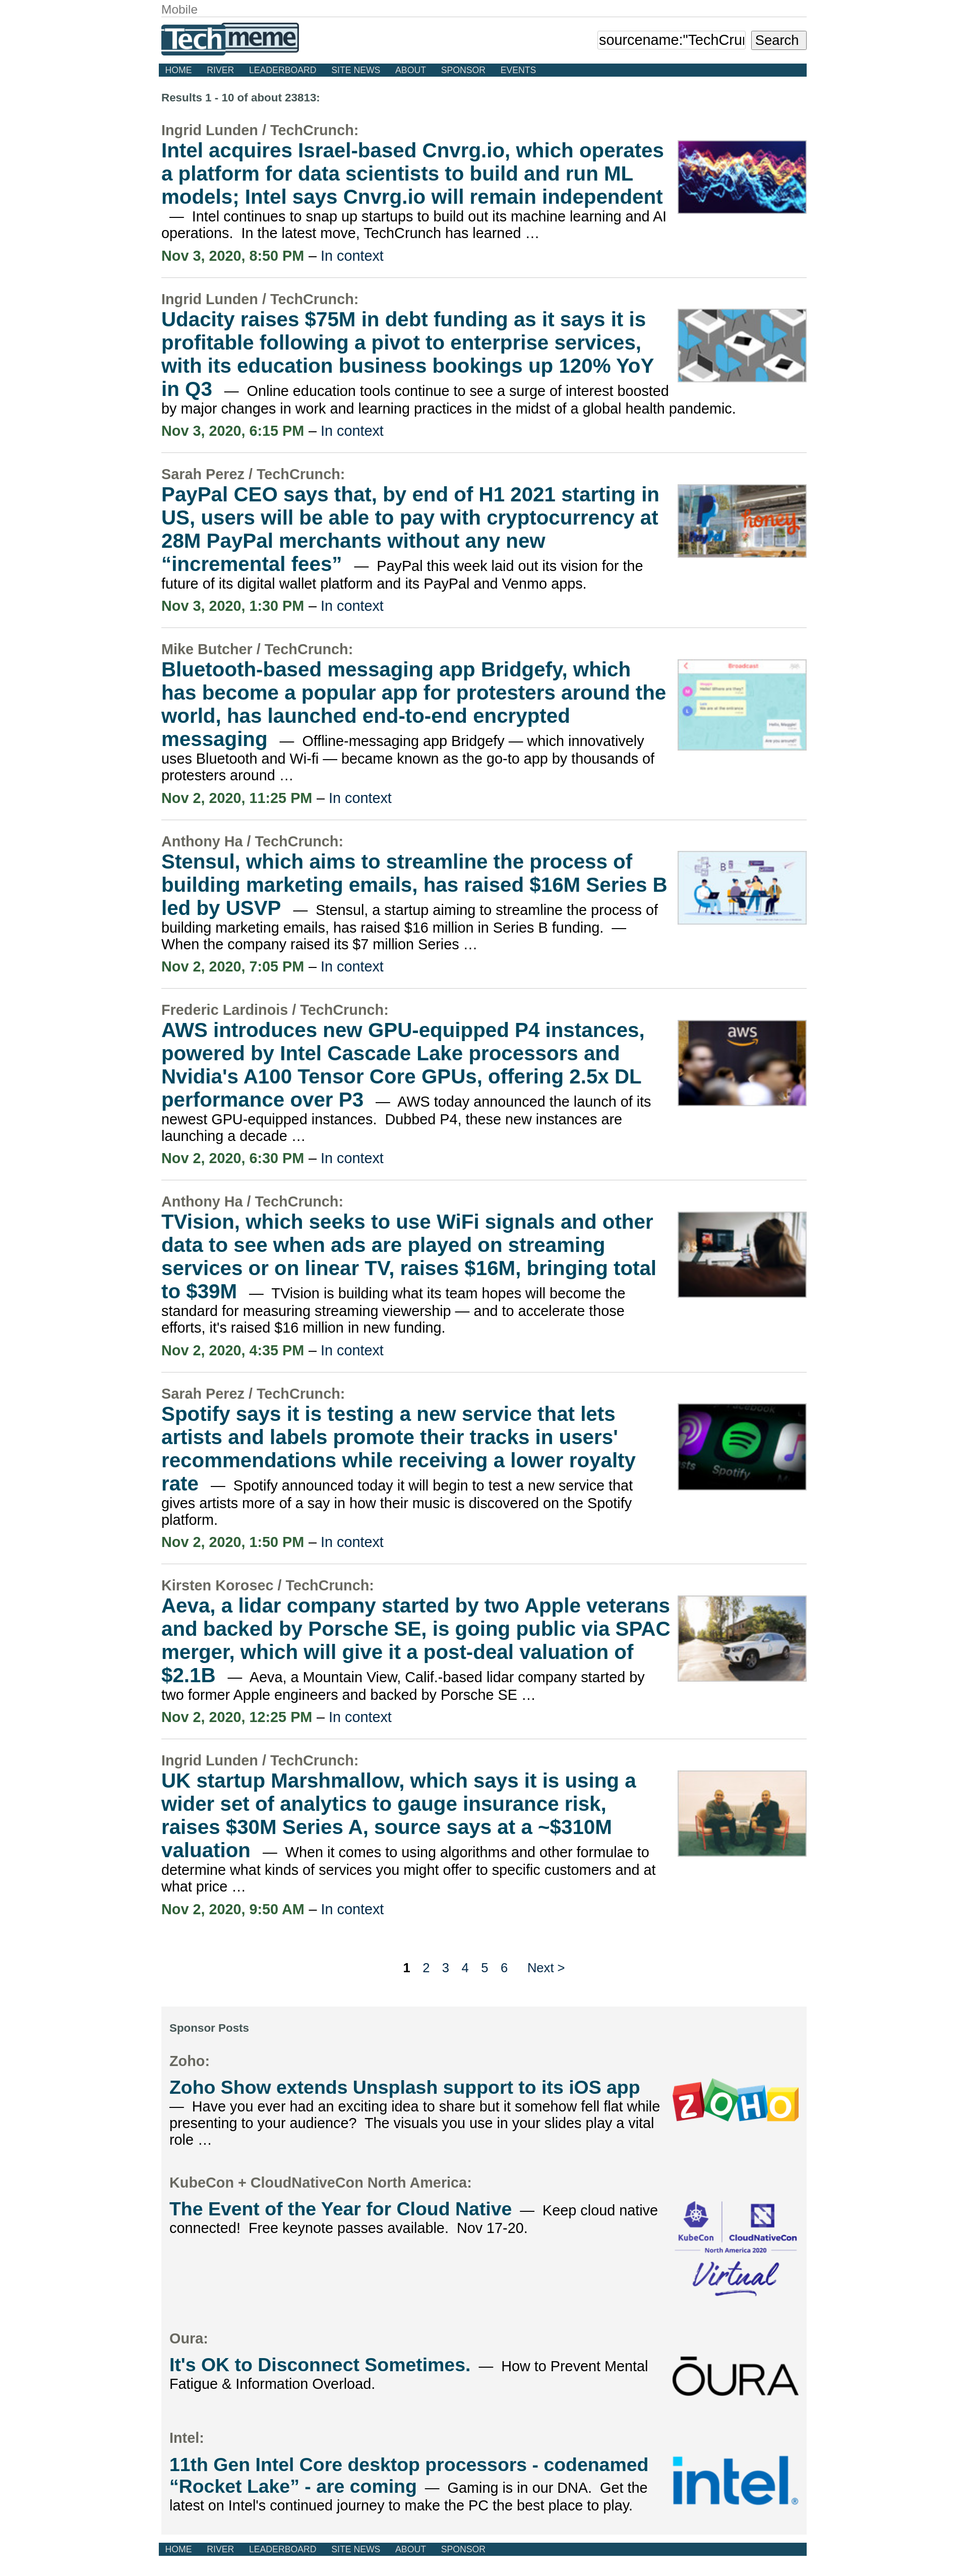 Mobile
Techmeme
sourcename:"TechCru
Search
HOME RIVER LEADERBOARD SITE NEWS ABOUT SPONSOR EVENTS
Results 1 - 10 of about 23813:
Ingrid Lunden / TechCrunch:
Intel acquires Israel-based Cnvrg.io, which operates
a platform for data scientists to build and run ML
models; Intel says Cnvrg.io will remain independent
— Intel continues to snap up startups to build out its machine learning and AI
operations. In the latest move, TechCrunch has learned …
Nov 3, 2020, 8:50 PM – In context
Ingrid Lunden / TechCrunch:
Udacity raises $75M in debt funding as it says it is
profitable following a pivot to enterprise services,
with its education business bookings up 120% YoY
in Q3 — Online education tools continue to see a surge of interest boosted
by major changes in work and learning practices in the midst of a global health pandemic.
Nov 3, 2020, 6:15 PM – In context
Sarah Perez / TechCrunch:
PayPal CEO says that, by end of H1 2021 starting in
US, users will be able to pay with cryptocurrency at
28M PayPal merchants without any new
“incremental fees” — PayPal this week laid out its vision for the
future of its digital wallet platform and its PayPal and Venmo apps.
PayPal
honey
Nov 3, 2020, 1:30 PM – In context
Mike Butcher / TechCrunch:
Bluetooth-based messaging app Bridgefy, which
has become a popular app for protesters around the
world, has launched end-to-end encrypted
messaging — Offline-messaging app Bridgefy — which innovatively
uses Bluetooth and Wi-fi — became known as the go-to app by thousands of
protesters around …
Broadcast
Hello! Where are they?
We are at the entrance
Hello, Blogger!
Are you around?
Nov 2, 2020, 11:25 PM – In context
Anthony Ha / TechCrunch:
Stensul, which aims to streamline the process of
building marketing emails, has raised $16M Series B
led by USVP — Stensul, a startup aiming to streamline the process of
building marketing emails, has raised $16 million in Series B funding. —
When the company raised its $7 million Series …
Nov 2, 2020, 7:05 PM – In context
Frederic Lardinois / TechCrunch:
AWS introduces new GPU-equipped P4 instances,
powered by Intel Cascade Lake processors and
Nvidia's A100 Tensor Core GPUs, offering 2.5x DL
performance over P3 — AWS today announced the launch of its
newest GPU-equipped instances. Dubbed P4, these new instances are
launching a decade …
aws
Nov 2, 2020, 6:30 PM – In context
Anthony Ha / TechCrunch:
TVision, which seeks to use WiFi signals and other
data to see when ads are played on streaming
services or on linear TV, raises $16M, bringing total
to $39M — TVision is building what its team hopes will become the
standard for measuring streaming viewership — and to accelerate those
efforts, it's raised $16 million in new funding.
Nov 2, 2020, 4:35 PM – In context
Sarah Perez / TechCrunch:
Spotify says it is testing a new service that lets
artists and labels promote their tracks in users'
recommendations while receiving a lower royalty
rate — Spotify announced today it will begin to test a new service that
gives artists more of a say in how their music is discovered on the Spotify
platform.
Spotify
Nov 2, 2020, 1:50 PM – In context
Kirsten Korosec / TechCrunch:
Aeva, a lidar company started by two Apple veterans
and backed by Porsche SE, is going public via SPAC
merger, which will give it a post-deal valuation of
$2.1B — Aeva, a Mountain View, Calif.-based lidar company started by
two former Apple engineers and backed by Porsche SE …
Nov 2, 2020, 12:25 PM – In context
Ingrid Lunden / TechCrunch:
UK startup Marshmallow, which says it is using a
wider set of analytics to gauge insurance risk,
raises $30M Series A, source says at a ~$310M
valuation — When it comes to using algorithms and other formulae to
determine what kinds of services you might offer to specific customers and at
what price …
Nov 2, 2020, 9:50 AM – In context
1 2 3 4 5 6 Next >
Sponsor Posts
Zoho:
Zoho Show extends Unsplash support to its iOS app
— Have you ever had an exciting idea to share but it somehow fell flat while
presenting to your audience? The visuals you use in your slides play a vital
role …
ZOHO
KubeCon + CloudNativeCon North America:
The Event of the Year for Cloud Native — Keep cloud native
connected! Free keynote passes available. Nov 17-20.
KubeCon CloudNativeCon
North America 2020
Virtual
Oura:
It's OK to Disconnect Sometimes. — How to Prevent Mental
Fatigue & Information Overload.
ŌURA
Intel:
11th Gen Intel Core desktop processors - codenamed
“Rocket Lake” - are coming — Gaming is in our DNA. Get the
latest on Intel's continued journey to make the PC the best place to play.
intel®
HOME RIVER LEADERBOARD SITE NEWS ABOUT SPONSOR